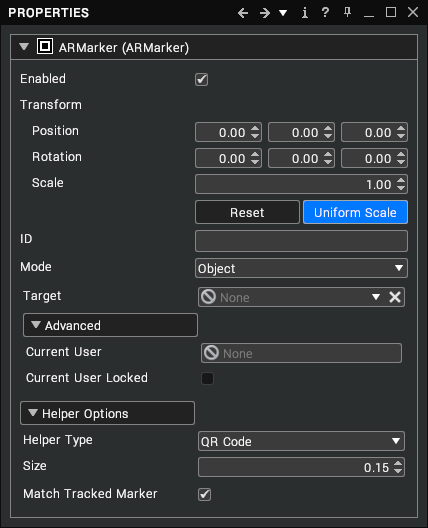 PROPERTIES
ARMarker (ARMarker)
Enabled
Transform
Position 0.00 0.00 0.00
Rotation 0.00 0.00 0.00
Scale 1.00
Reset Uniform Scale
ID
Mode Object
Target None
Advanced
Current User None
Current User Locked
Helper Options
Helper Type QR Code
Size 0.15
Match Tracked Marker